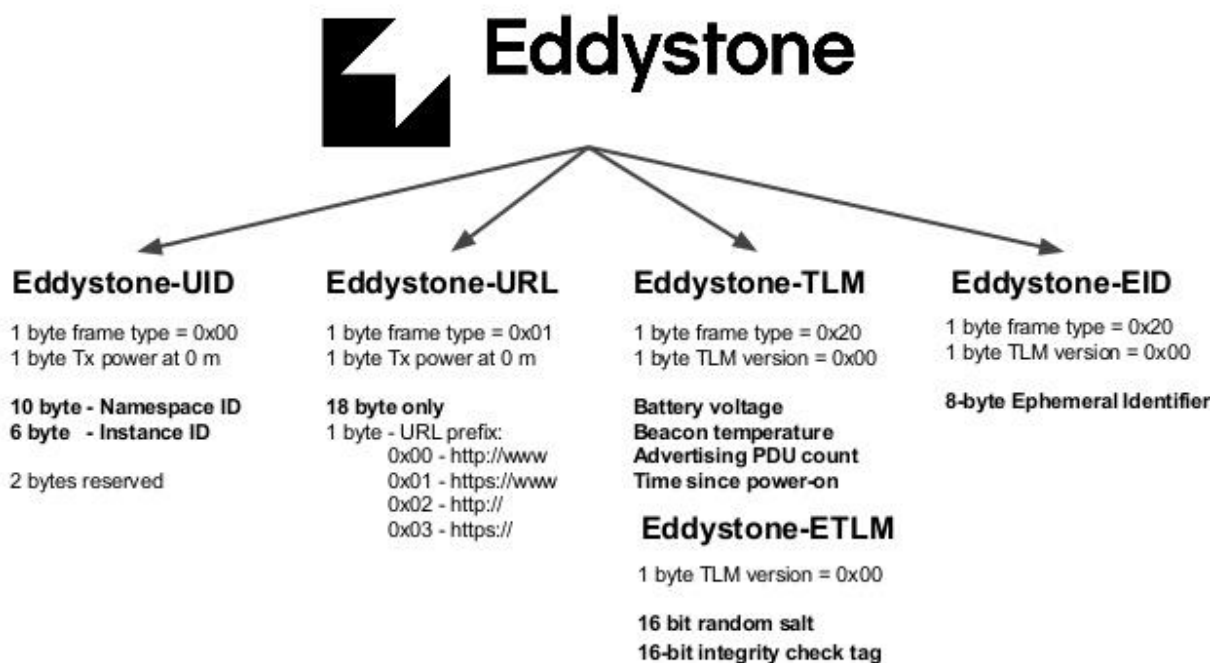 Eddystone
Eddystone-UID
1 byte frame type = 0x00
1 byte Tx power at 0 m
10 byte - Namespace ID
6 byte - Instance ID
2 bytes reserved
Eddystone-URL
1 byte frame type = 0x01
1 byte Tx power at 0 m
18 byte only
1 byte - URL prefix:
0x00 - http://www
0x01 - https://www
0x02 - http://
0x03 - https://
Eddystone-TLM
1 byte frame type = 0x20
1 byte TLM version = 0x00
Battery voltage
Beacon temperature
Advertising PDU count
Time since power-on
Eddystone-ETLM
1 byte TLM version = 0x00
16 bit random salt
16-bit integrity check tag
Eddystone-EID
1 byte frame type = 0x20
1 byte TLM version = 0x00
8-byte Ephemeral Identifier